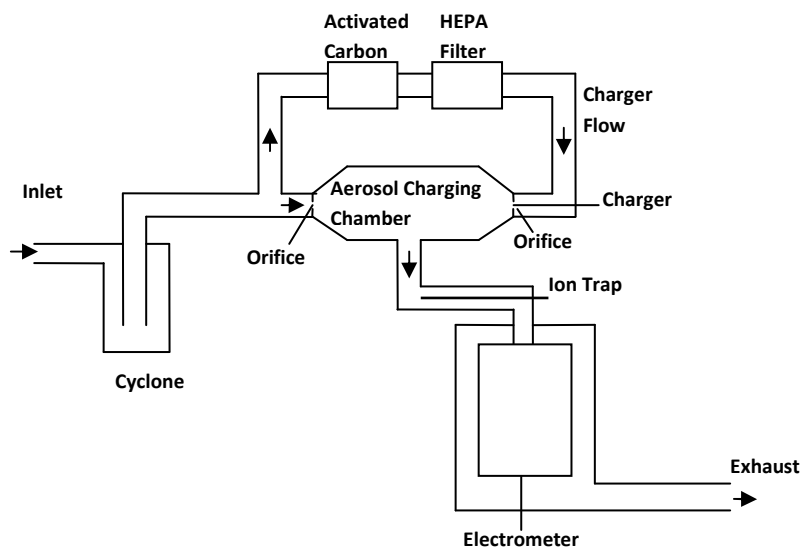 Activated
Carbon
HEPA
Filter
Charger
Flow
Inlet
Aerosol Charging
Chamber
Charger
Orifice
Orifice
Ion Trap
Cyclone
Exhaust
Electrometer